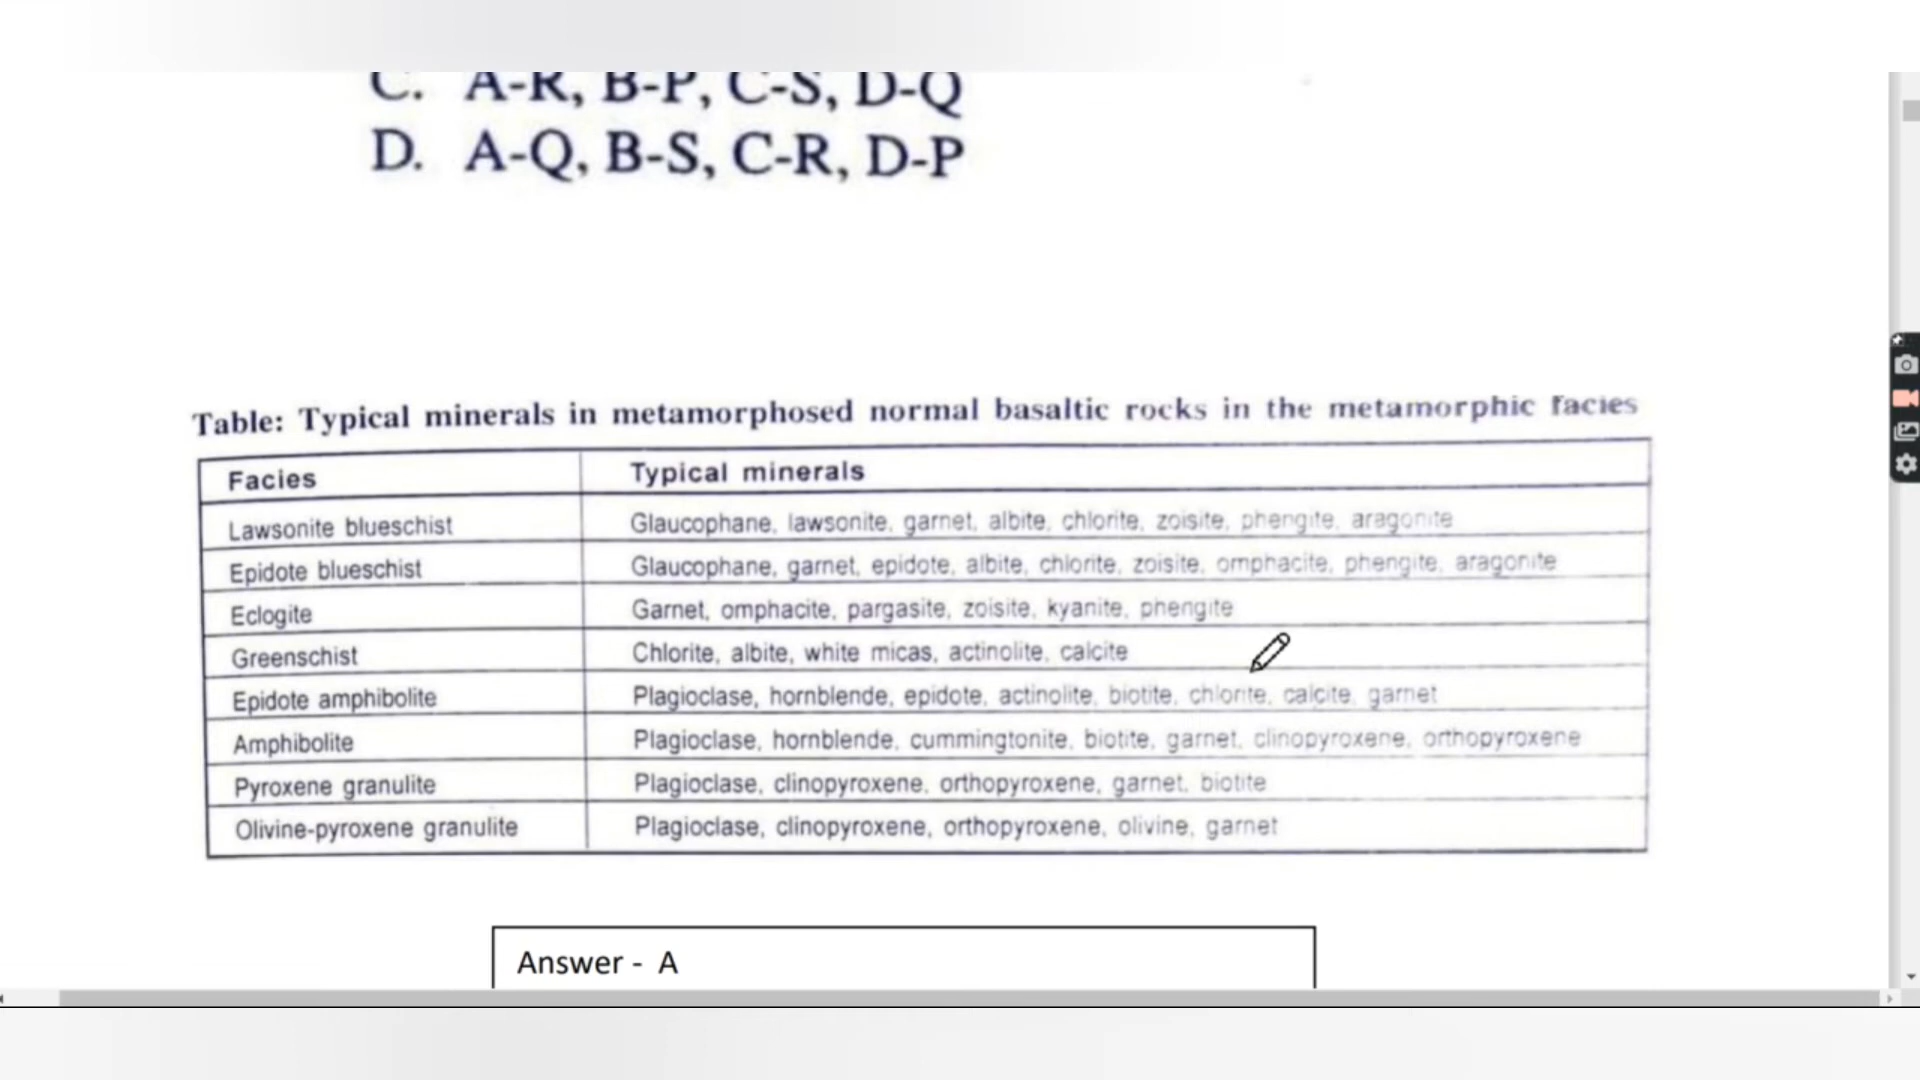 C. A-R, B-P, C-S, D-Q
D. A-Q, B-S, C-R, D-P
Table: Typical minerals in metamorphosed normal basaltic rocks in the metamorphic facies
Facies Typical minerals
Lawsonite blueschist Glaucophane, lawsonite, garnet, albite, chlorite, zoisite, phengite, aragonite
Epidote blueschist Glaucophane, garnet, epidote, albite, chlorite, zoisite, omphacite, phengite, aragonite
Eclogite Garnet, omphacite, pargasite, zoisite, kyanite, phengite
Greenschist Chlorite, albite, white micas, actinolite, calcite
Epidote amphibolite Plagioclase, hornblende, epidote, actinolite, biotite, chlorite, calcite, garnet
Amphibolite Plagioclase, hornblende, cummingtonite, biotite, garnet, clinopyroxene, orthopyroxene
Pyroxene granulite Plagioclase, clinopyroxene, orthopyroxene, garnet, biotite
Olivine-pyroxene granulite Plagioclase, clinopyroxene, orthopyroxene, olivine, garnet
Answer - A